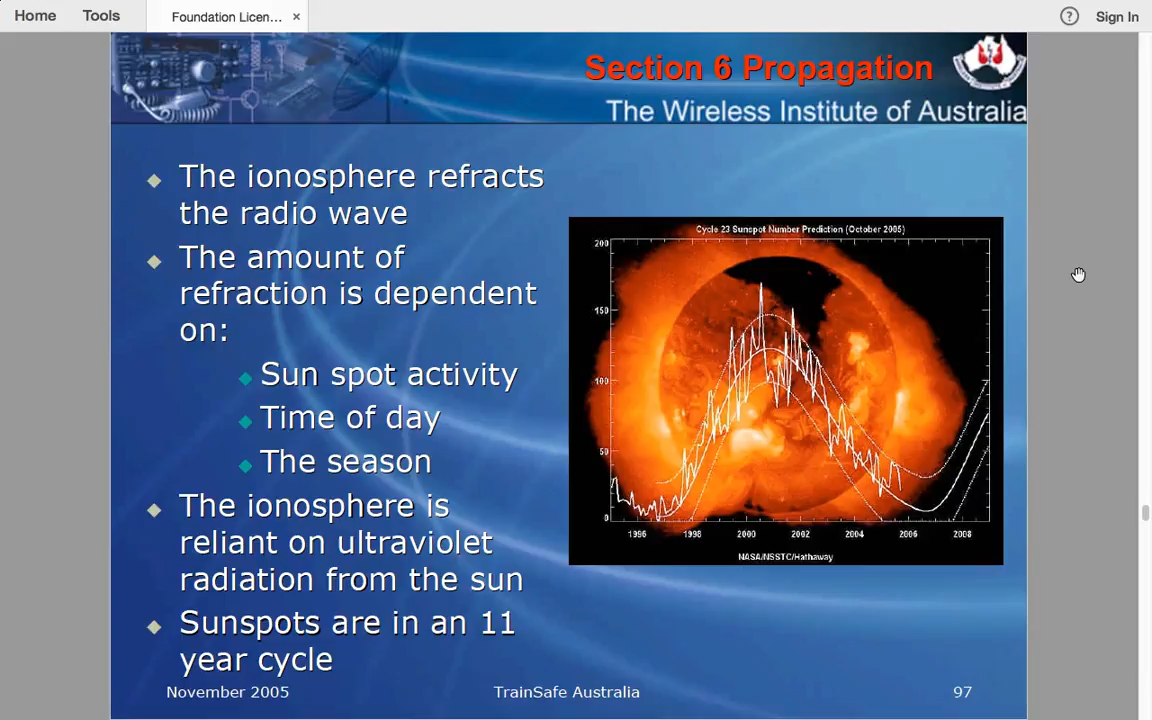 Home
Tools
Foundation Licen... ×
? Sign In
Section 6 Propagation
The Wireless Institute of Australia
The ionosphere refracts
the radio wave
The amount of
refraction is dependent
on:
Sun spot activity
Time of day
The season
The ionosphere is
reliant on ultraviolet
radiation from the sun
Sunspots are in an 11
year cycle
Cycle 23 Sunspot Number Prediction (October 2005)
200
150
100
50
0
1996 1998 2000 2002 2004 2006 2008
NASA/NSSTC/Hathaway
November 2005 TrainSafe Australia 97